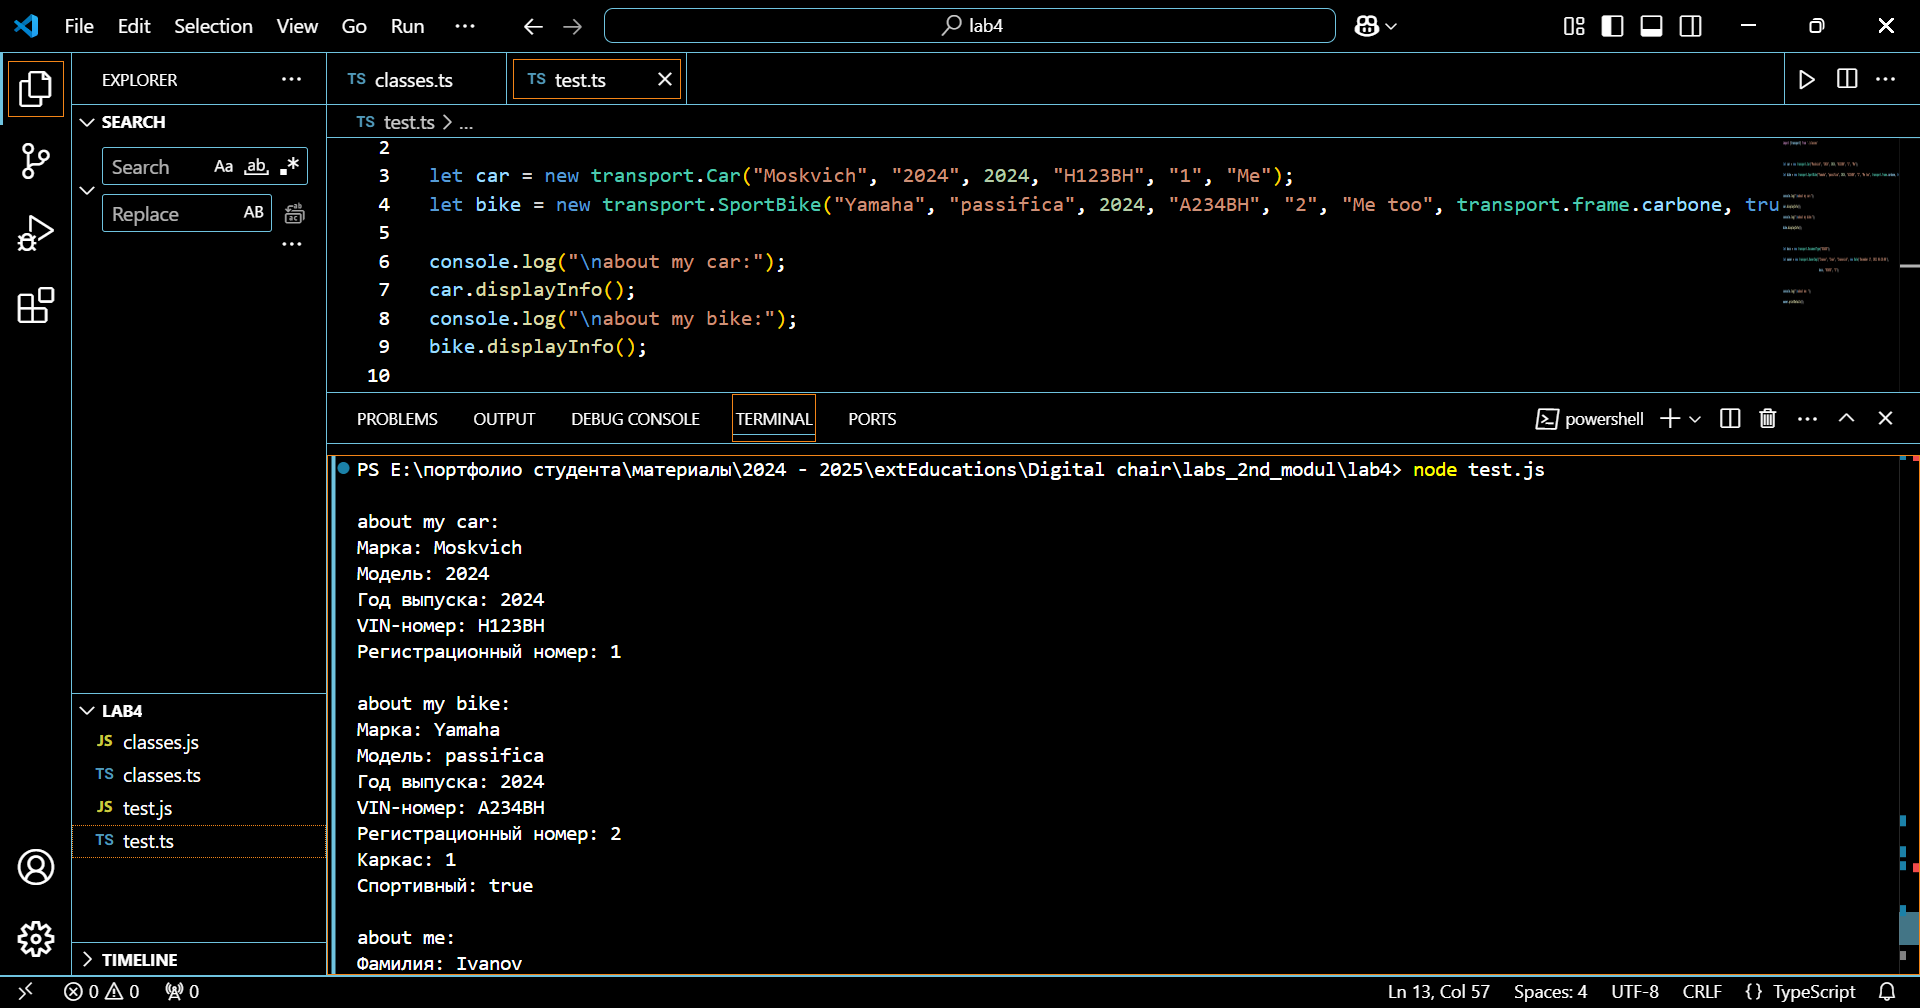 File Edit Selection View Go Run ··· lab4
EXPLORER ···
SEARCH
Search Aa ab .*
Replace AB
···
LAB4
JS classes.js
TS classes.ts
JS test.js
TS test.ts
TIMELINE
TS classes.ts TS test.ts
TS test.ts > ...
2
3 let car = new transport.Car("Moskvich", "2024", 2024, "H123BH", "1", "Me");
4 let bike = new transport.SportBike("Yamaha", "passifica", 2024, "A234BH", "2", "Me too", transport.frame.carbone, tru
5
6 console.log("\nabout my car:");
7 car.displayInfo();
8 console.log("\nabout my bike:");
9 bike.displayInfo();
10
PROBLEMS OUTPUT DEBUG CONSOLE TERMINAL PORTS powershell
PS E:\портфолио студента\материалы\2024 - 2025\extEducations\Digital chair\labs_2nd_modul\lab4> node test.js
about my car:
Марка: Moskvich
Модель: 2024
Год выпуска: 2024
VIN-номер: H123BH
Регистрационный номер: 1
about my bike:
Марка: Yamaha
Модель: passifica
Год выпуска: 2024
VIN-номер: A234BH
Регистрационный номер: 2
Каркас: 1
Спортивный: true
about me:
Фамилия: Ivanov
0 0 0 Ln 13, Col 57 Spaces: 4 UTF-8 CRLF {} TypeScript